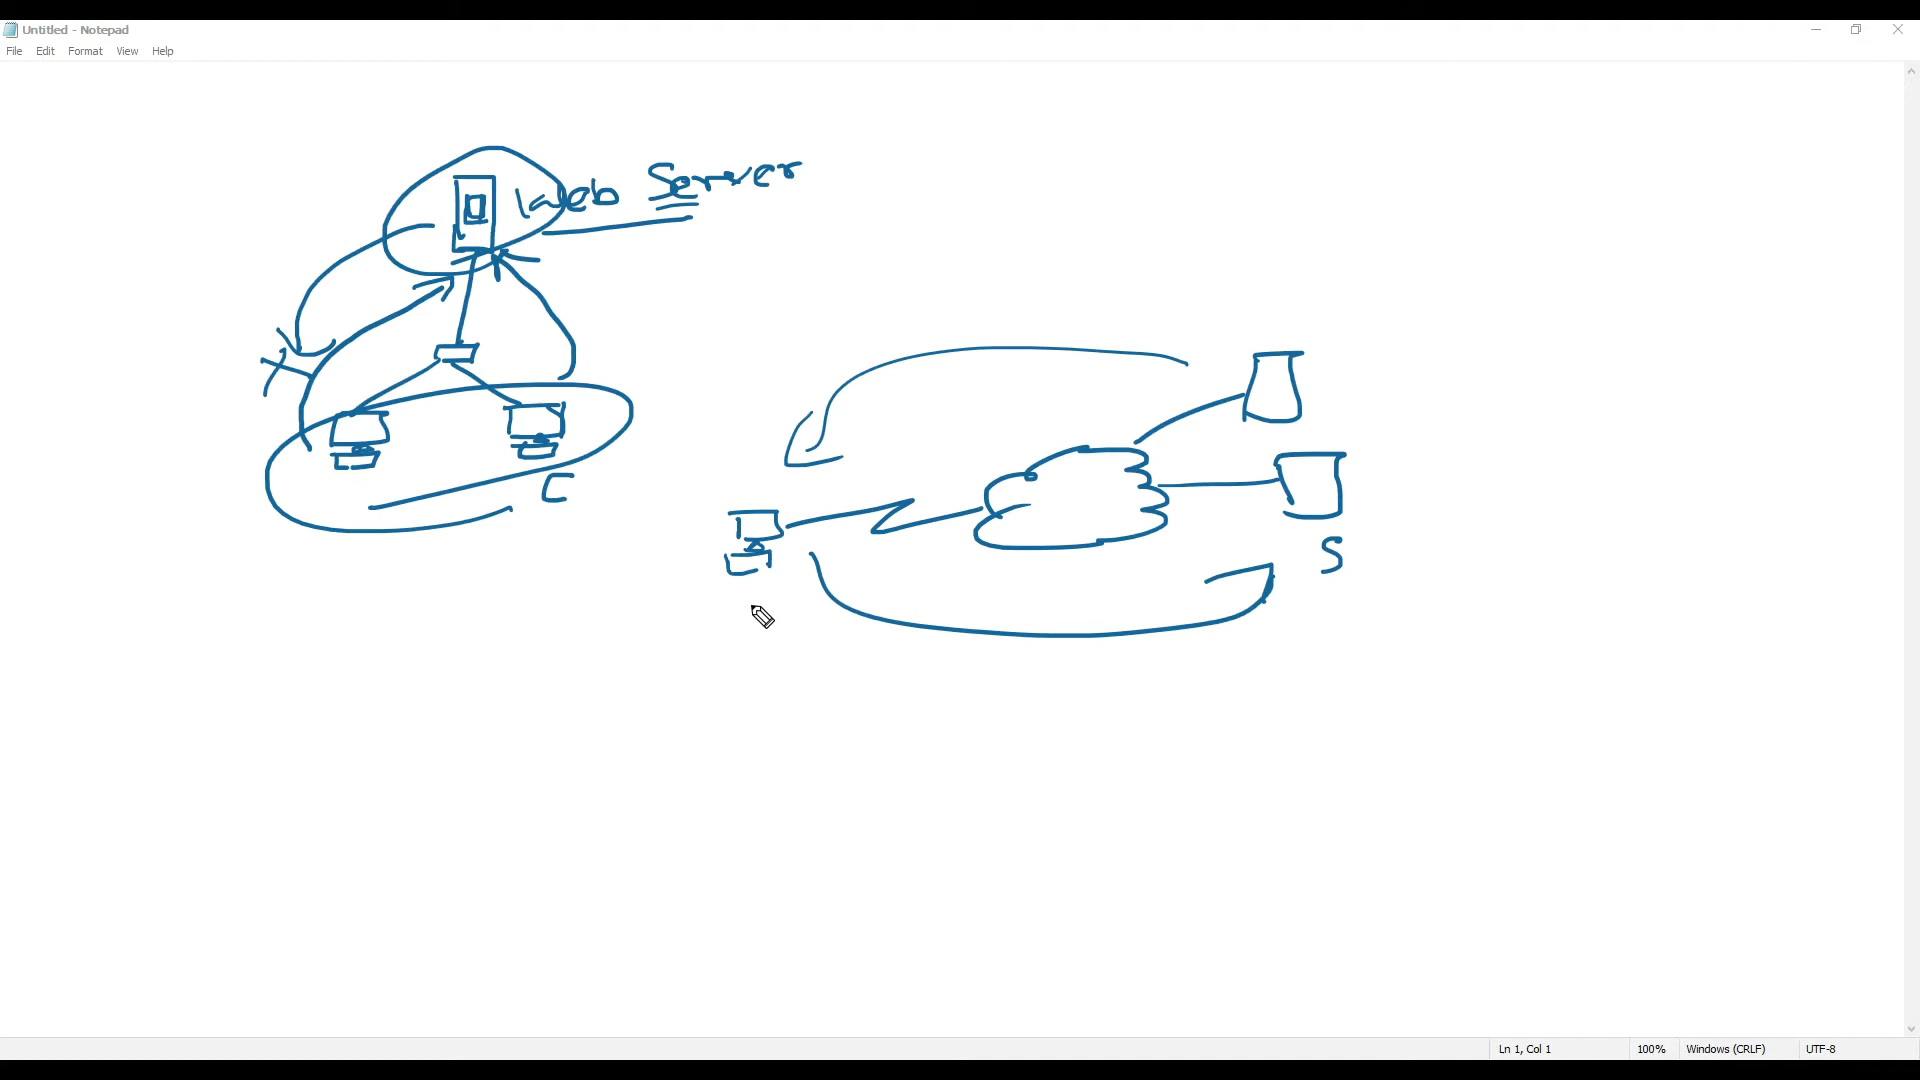 Untitled - Notepad
File Edit Format View Help
Web Server
C
S
Ln 1, Col 1 100% Windows (CRLF) UTF-8